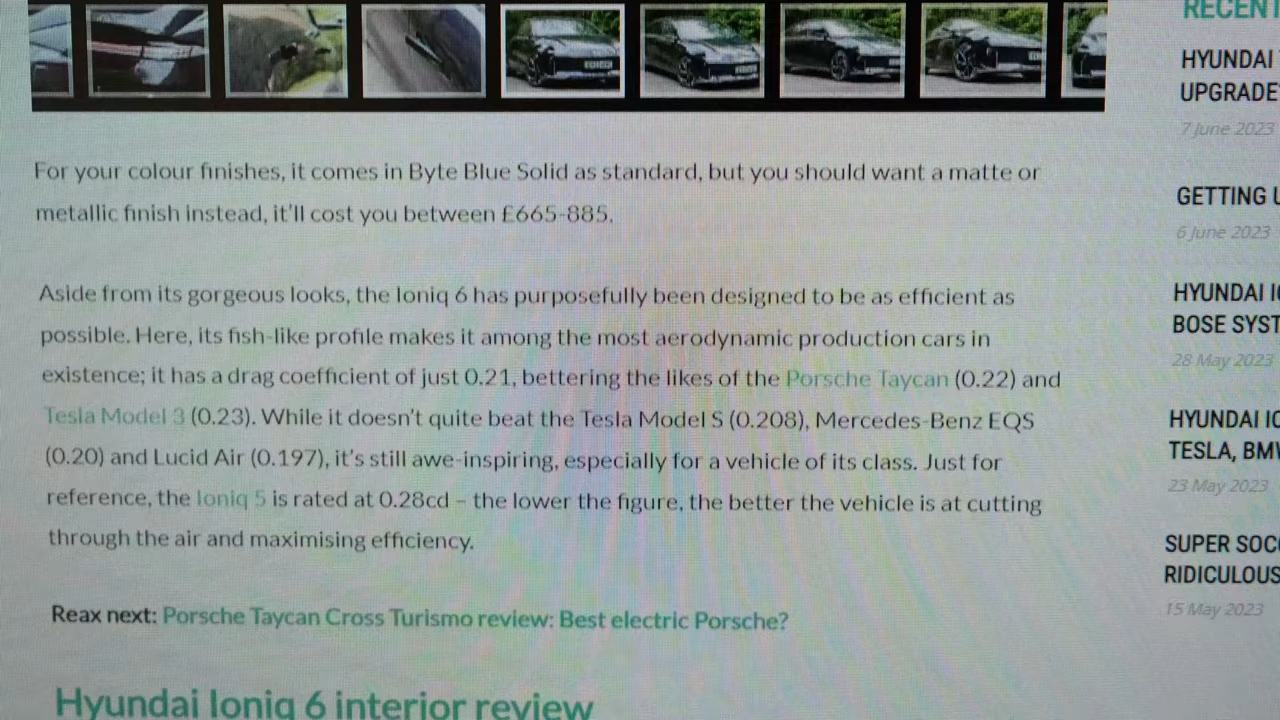 For your colour finishes, it comes in Byte Blue Solid as standard, but you should want a matte or
metallic finish instead, it'll cost you between £665-885.
Aside from its gorgeous looks, the Ioniq 6 has purposefully been designed to be as efficient as
possible. Here, its fish-like profile makes it among the most aerodynamic production cars in
existence; it has a drag coefficient of just 0.21, bettering the likes of the Porsche Taycan (0.22) and
Tesla Model 3 (0.23). While it doesn't quite beat the Tesla Model S (0.208), Mercedes-Benz EQS
(0.20) and Lucid Air (0.197), it's still awe-inspiring, especially for a vehicle of its class. Just for
reference, the Ioniq 5 is rated at 0.28cd – the lower the figure, the better the vehicle is at cutting
through the air and maximising efficiency.
Reax next: Porsche Taycan Cross Turismo review: Best electric Porsche?
Hyundai Ioniq 6 interior review
RECENT
HYUNDAI
UPGRADE
7 June 2023
GETTING
6 June 2023
HYUNDAI
BOSE SYST
28 May 2023
HYUNDAI
TESLA, BMW
23 May 2023
SUPER SOC
RIDICULOUS
15 May 2023